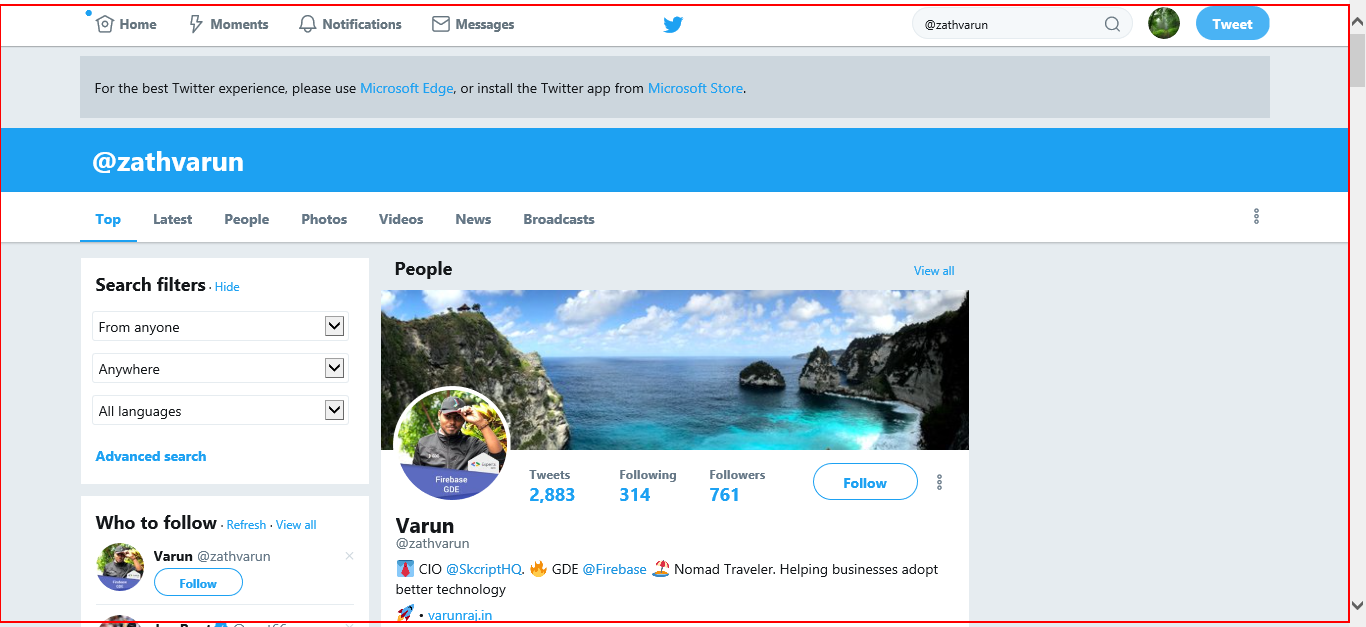 Home Moments Notifications Messages @zathvarun Tweet
For the best Twitter experience, please use Microsoft Edge, or install the Twitter app from Microsoft Store.
@zathvarun
Top Latest People Photos Videos News Broadcasts
Search filters · Hide
From anyone
Anywhere
All languages
Advanced search
Who to follow · Refresh · View all
Varun @zathvarun
Follow
People View all
Firebase
GDE
Tweets Following Followers
2,883 314 761
Follow
Varun
@zathvarun
CIO @SkcriptHQ. 🔥 GDE @Firebase 🏖 Nomad Traveler. Helping businesses adopt
better technology
🚀 • varunraj.in